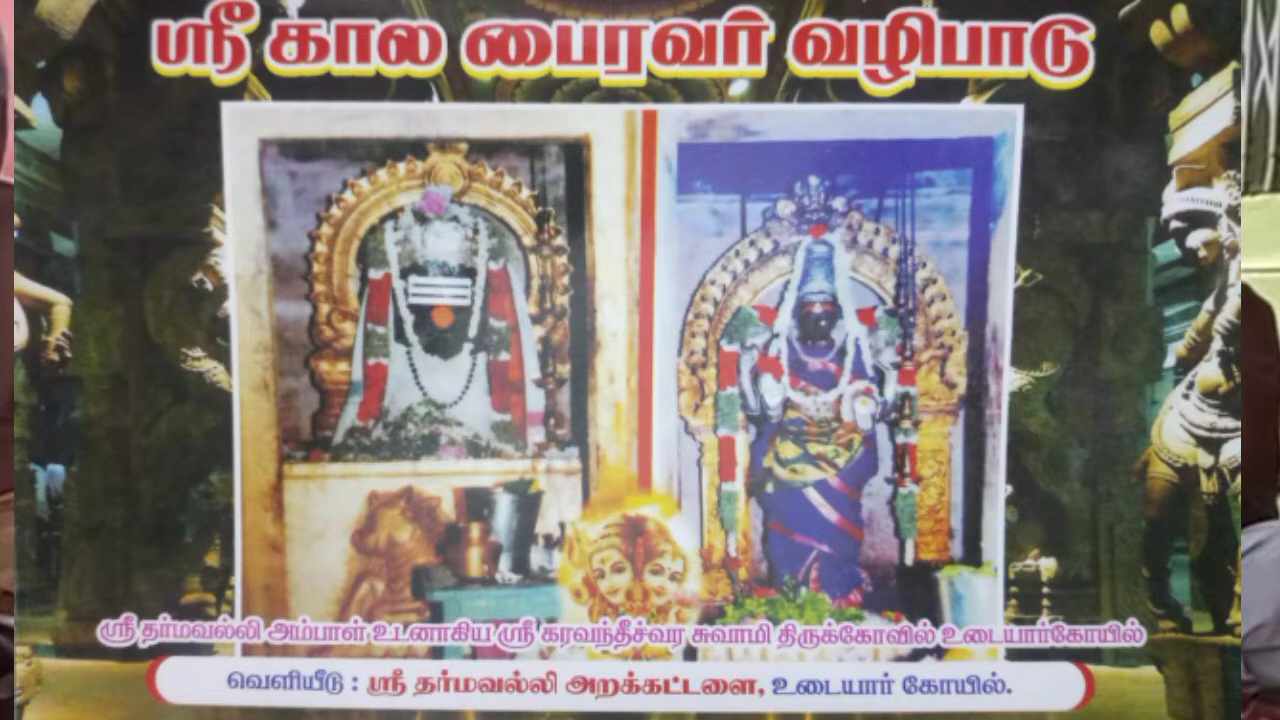 ஸ்ரீ கால பைரவர் வழிபாடு
ஸ்ரீ தர்மவல்லி அம்பாள் உடனாகிய ஸ்ரீ கரவந்தீச்வர சுவாமி திருக்கோவில் உடையார்கோயில்
வெளியீடு : ஸ்ரீ தர்மவல்லி அறக்கட்டளை, உடையார் கோயில்.